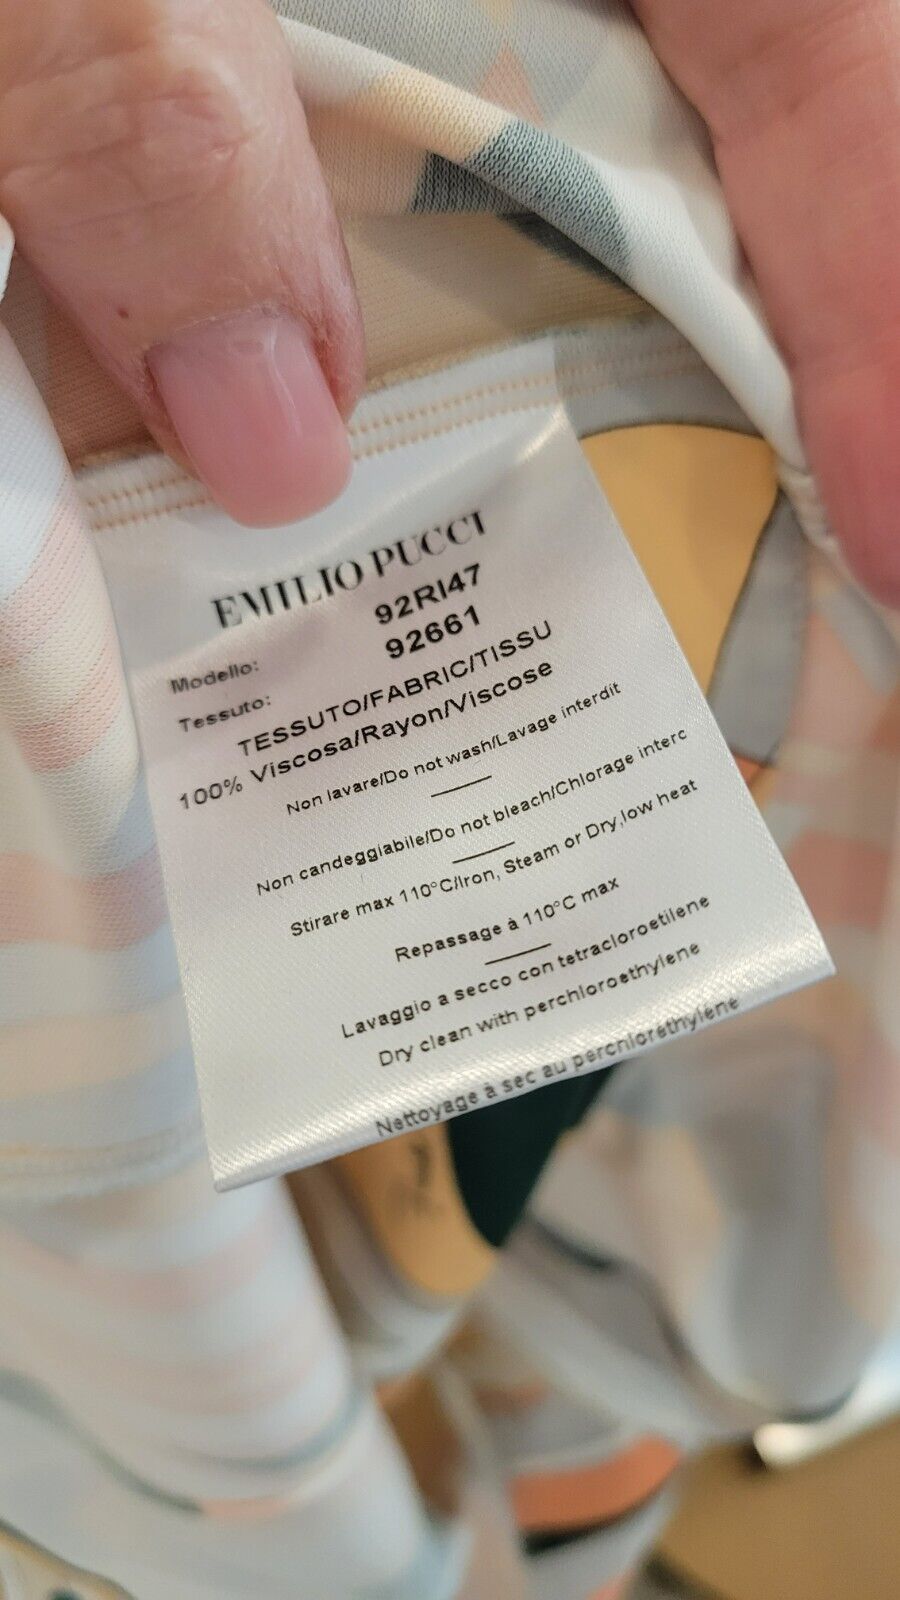 EMILIO PUCCI
Modello: 92RI47
Tessuto: 92661
TESSUTO/FABRIC/TISSU
100% Viscosa/Rayon/Viscose
Non lavare/Do not wash/Lavage interdit
Non candeggiabile/Do not bleach/Chlorage interc
Stirare max 110°C/Iron, Steam or Dry,low heat
Repassage à 110°C max
Lavaggio a secco con tetracloroetilene
Dry clean with perchloroethylene
Nettoyage à sec au perchloréthylène